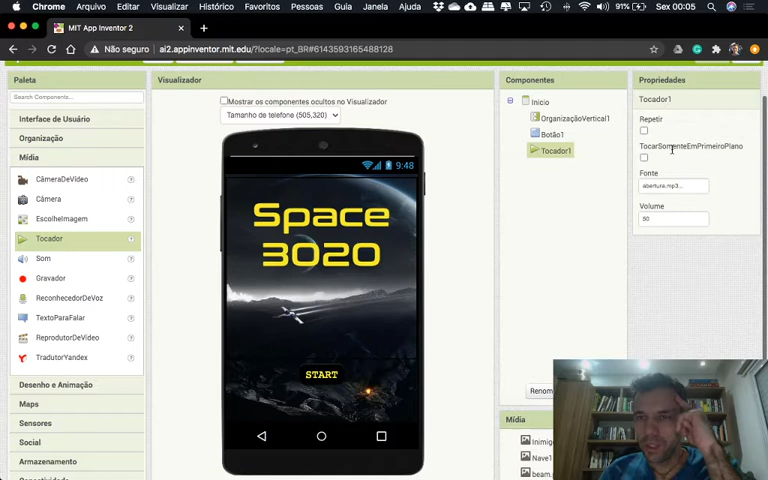 Chrome Arquivo Editar Visualizar Histórico Favoritos Pessoas Guia Janela Ajuda 91% Sex 00:05
MIT App Inventor 2
Não seguro ai2.appinventor.mit.edu/?locale=pt_BR#6143593165488128
Paleta
Search Components...
Interface de Usuário
Organização
Mídia
CâmeraDeVídeo
Câmera
EscolheImagem
Tocador
Som
Gravador
ReconhecedorDeVoz
TextoParaFalar
ReprodutorDeVídeo
TradutorYandex
Desenho e Animação
Maps
Sensores
Social
Armazenamento
Visualizador
Mostrar os componentes ocultos no Visualizador
Tamanho de telefone (505,320)
9:48
Space
3020
START
Componentes
Inicio
OrganizaçãoVertical1
Botão1
Tocador1
Renom
Mídia
Inimig
Nave1
beam.
Propriedades
Tocador1
Repetir
TocarSomenteEmPrimeiroPlano
Fonte
abertura.mp3...
Volume
50